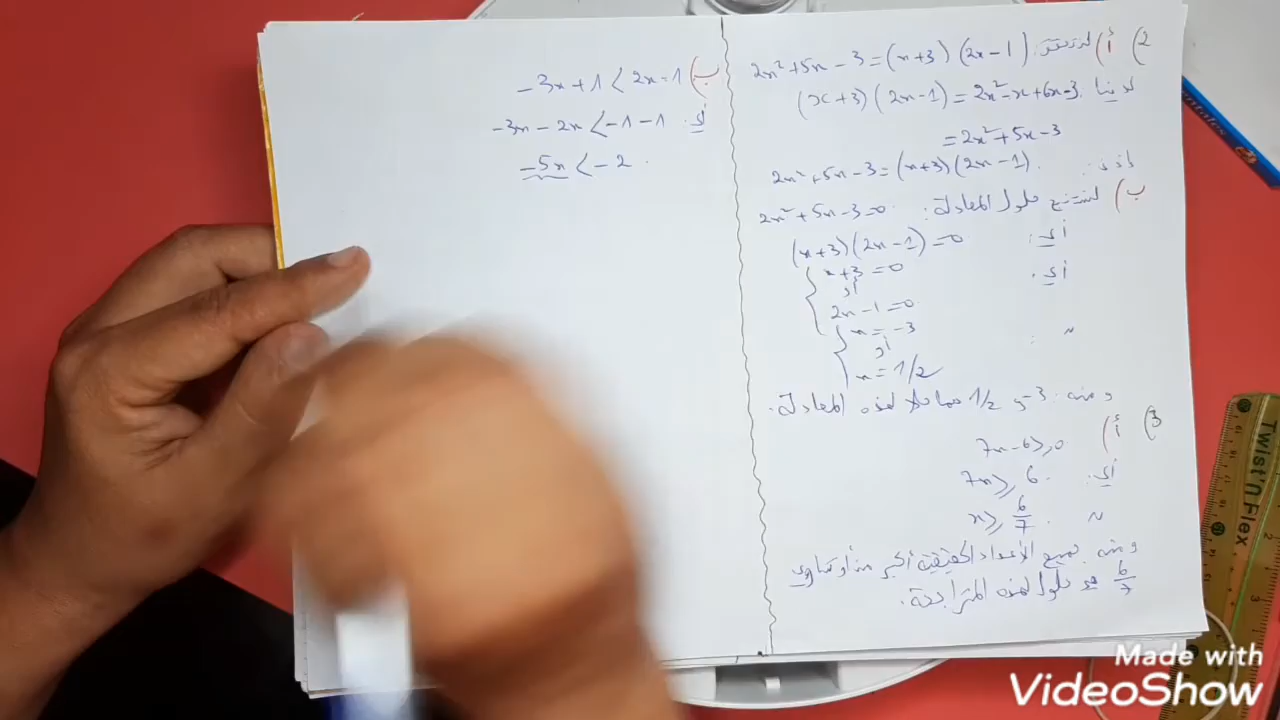 2) أ) لنتحقق: 2x²+5x-3=(x+3)(2x-1)
لدينا (x+3)(2x-1)=2x²-x+6x-3
=2x²+5x-3
إذن: 2x²+5x-3=(x+3)(2x-1).
ب) لنستنتج حلول المعادلة: 2x²+5x-3=0
أي: (x+3)(2x-1)=0
أي: x+3=0
أو
2x-1=0
" : x=-3
أو
x=1/2
ومنه: -3 و 1/2 هما حلا لهذه المعادلة.
3) أ) 7x-6≥0
أي: 7x≥6.
" x≥6/7.
ومنه جميع الأعداد الحقيقية أكبر من أو تساوي
6/7 هي حلول لهذه المتراجحة.
ب) -3x+1<2x-1
أي: -3x-2x<-1-1
-5x<-2.
Twist'n Flex
Made with
VideoShow